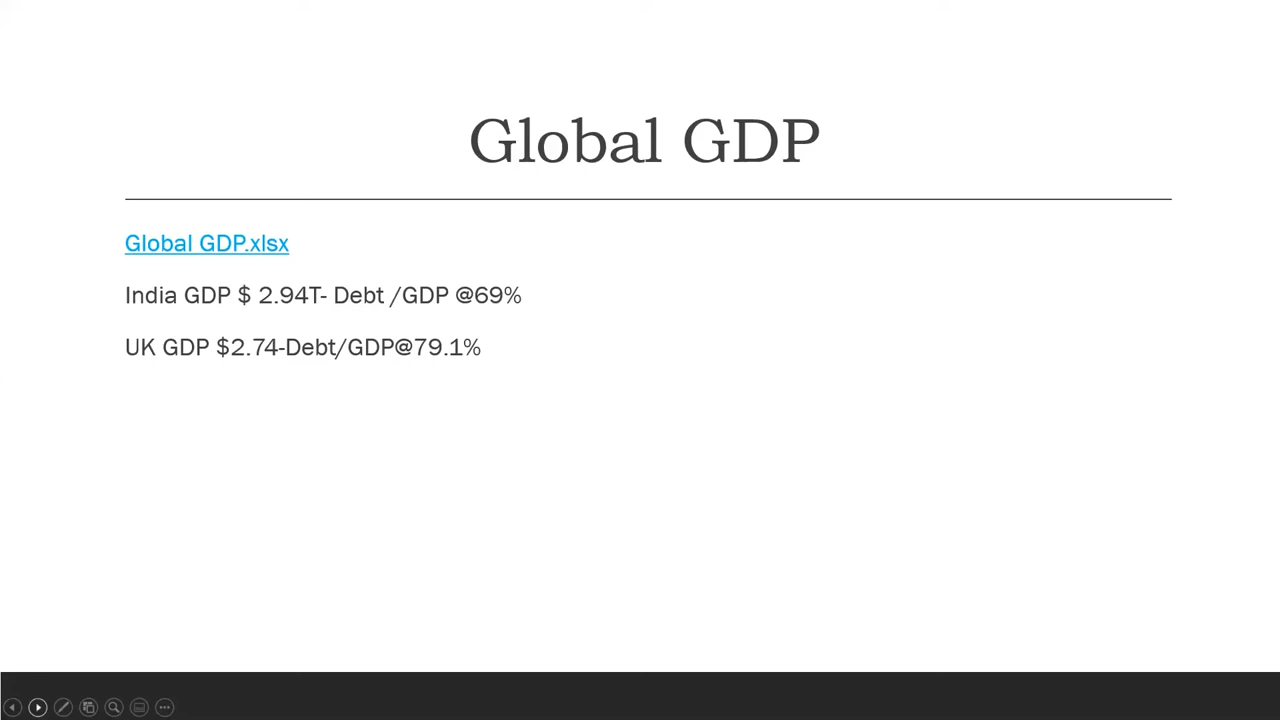 Global GDP
Global GDP.xlsx
India GDP $ 2.94T- Debt /GDP @69%
UK GDP $2.74-Debt/GDP@79.1%